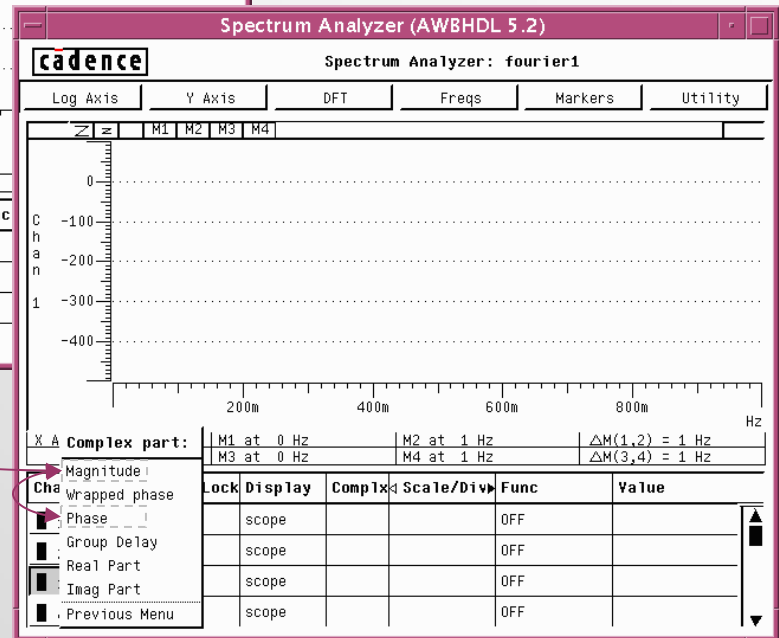 Spectrum Analyzer (AWBHDL 5.2)
cādence
Spectrum Analyzer: fourier1
Log Axis Y Axis DFT Freqs Markers Utility
Z z M1 M2 M3 M4
0
-100
-200
-300
-400
Chan 1
200m 400m 600m 800m
Hz
X A
M1 at 0 Hz M2 at 1 Hz △M(1,2) = 1 Hz
M3 at 0 Hz M4 at 1 Hz △M(3,4) = 1 Hz
Cha Lock Display Complx Scale/Div Func Value
scope OFF
scope OFF
scope OFF
scope OFF
Complex part:
Magnitude
Wrapped phase
Phase
Group Delay
Real Part
Imag Part
Previous Menu
c